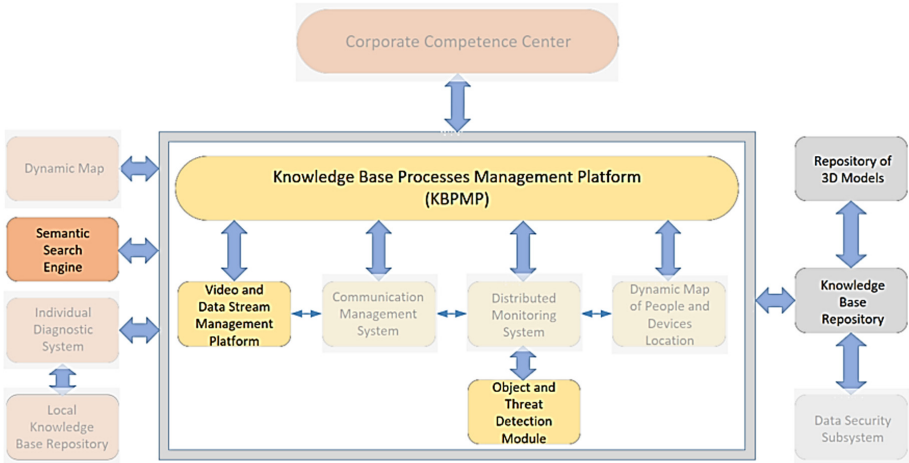 Corporate Competence Center
Dynamic Map
Semantic
Search
Engine
Individual
Diagnostic
System
Local
Knowledge
Base Repository
Knowledge Base Processes Management Platform
(KBPMP)
Video and
Data Stream
Management
Platform
Communication
Management
System
Distributed
Monitoring
System
Dynamic Map
of People and
Devices
Location
Object and
Threat
Detection
Module
Repository of
3D Models
Knowledge
Base
Repository
Data Security
Subsystem